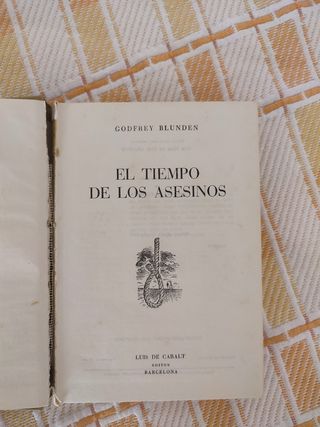 GODFREY BLUNDEN
EL TIEMPO
DE LOS ASESINOS
LUIS DE CARALT
EDITOR
BARCELONA